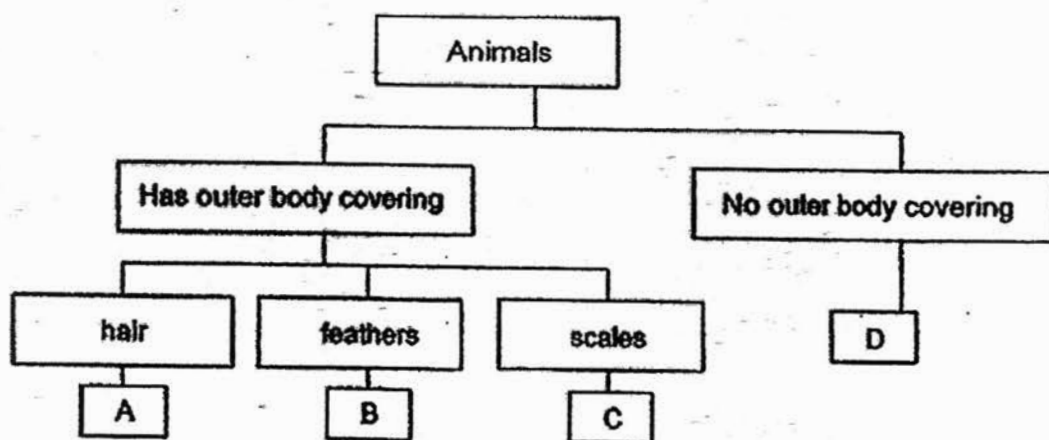 Animals
Has outer body covering
No outer body covering
hair
feathers
scales
D
A
B
C